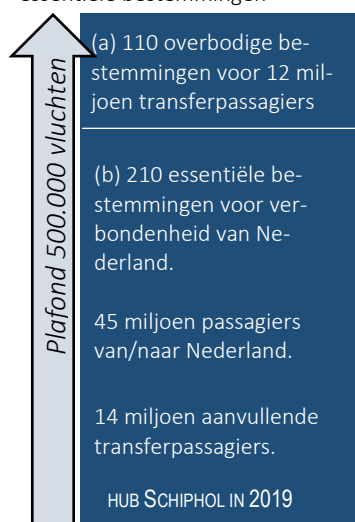 essentiële bestemmingen
Plafond 500.000 vluchten
(a) 110 overbodige be-
stemmingen voor 12 mil-
joen transferpassagiers
(b) 210 essentiële be-
stemmingen voor ver-
bondenheid van Ne-
derland.
45 miljoen passagiers
van/naar Nederland.
14 miljoen aanvullende
transferpassagiers.
HUB SCHIPHOL IN 2019